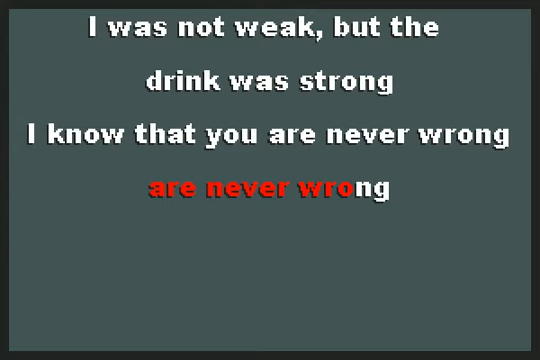 I was not weak, but the
drink was strong
I know that you are never wrong
are never wrong